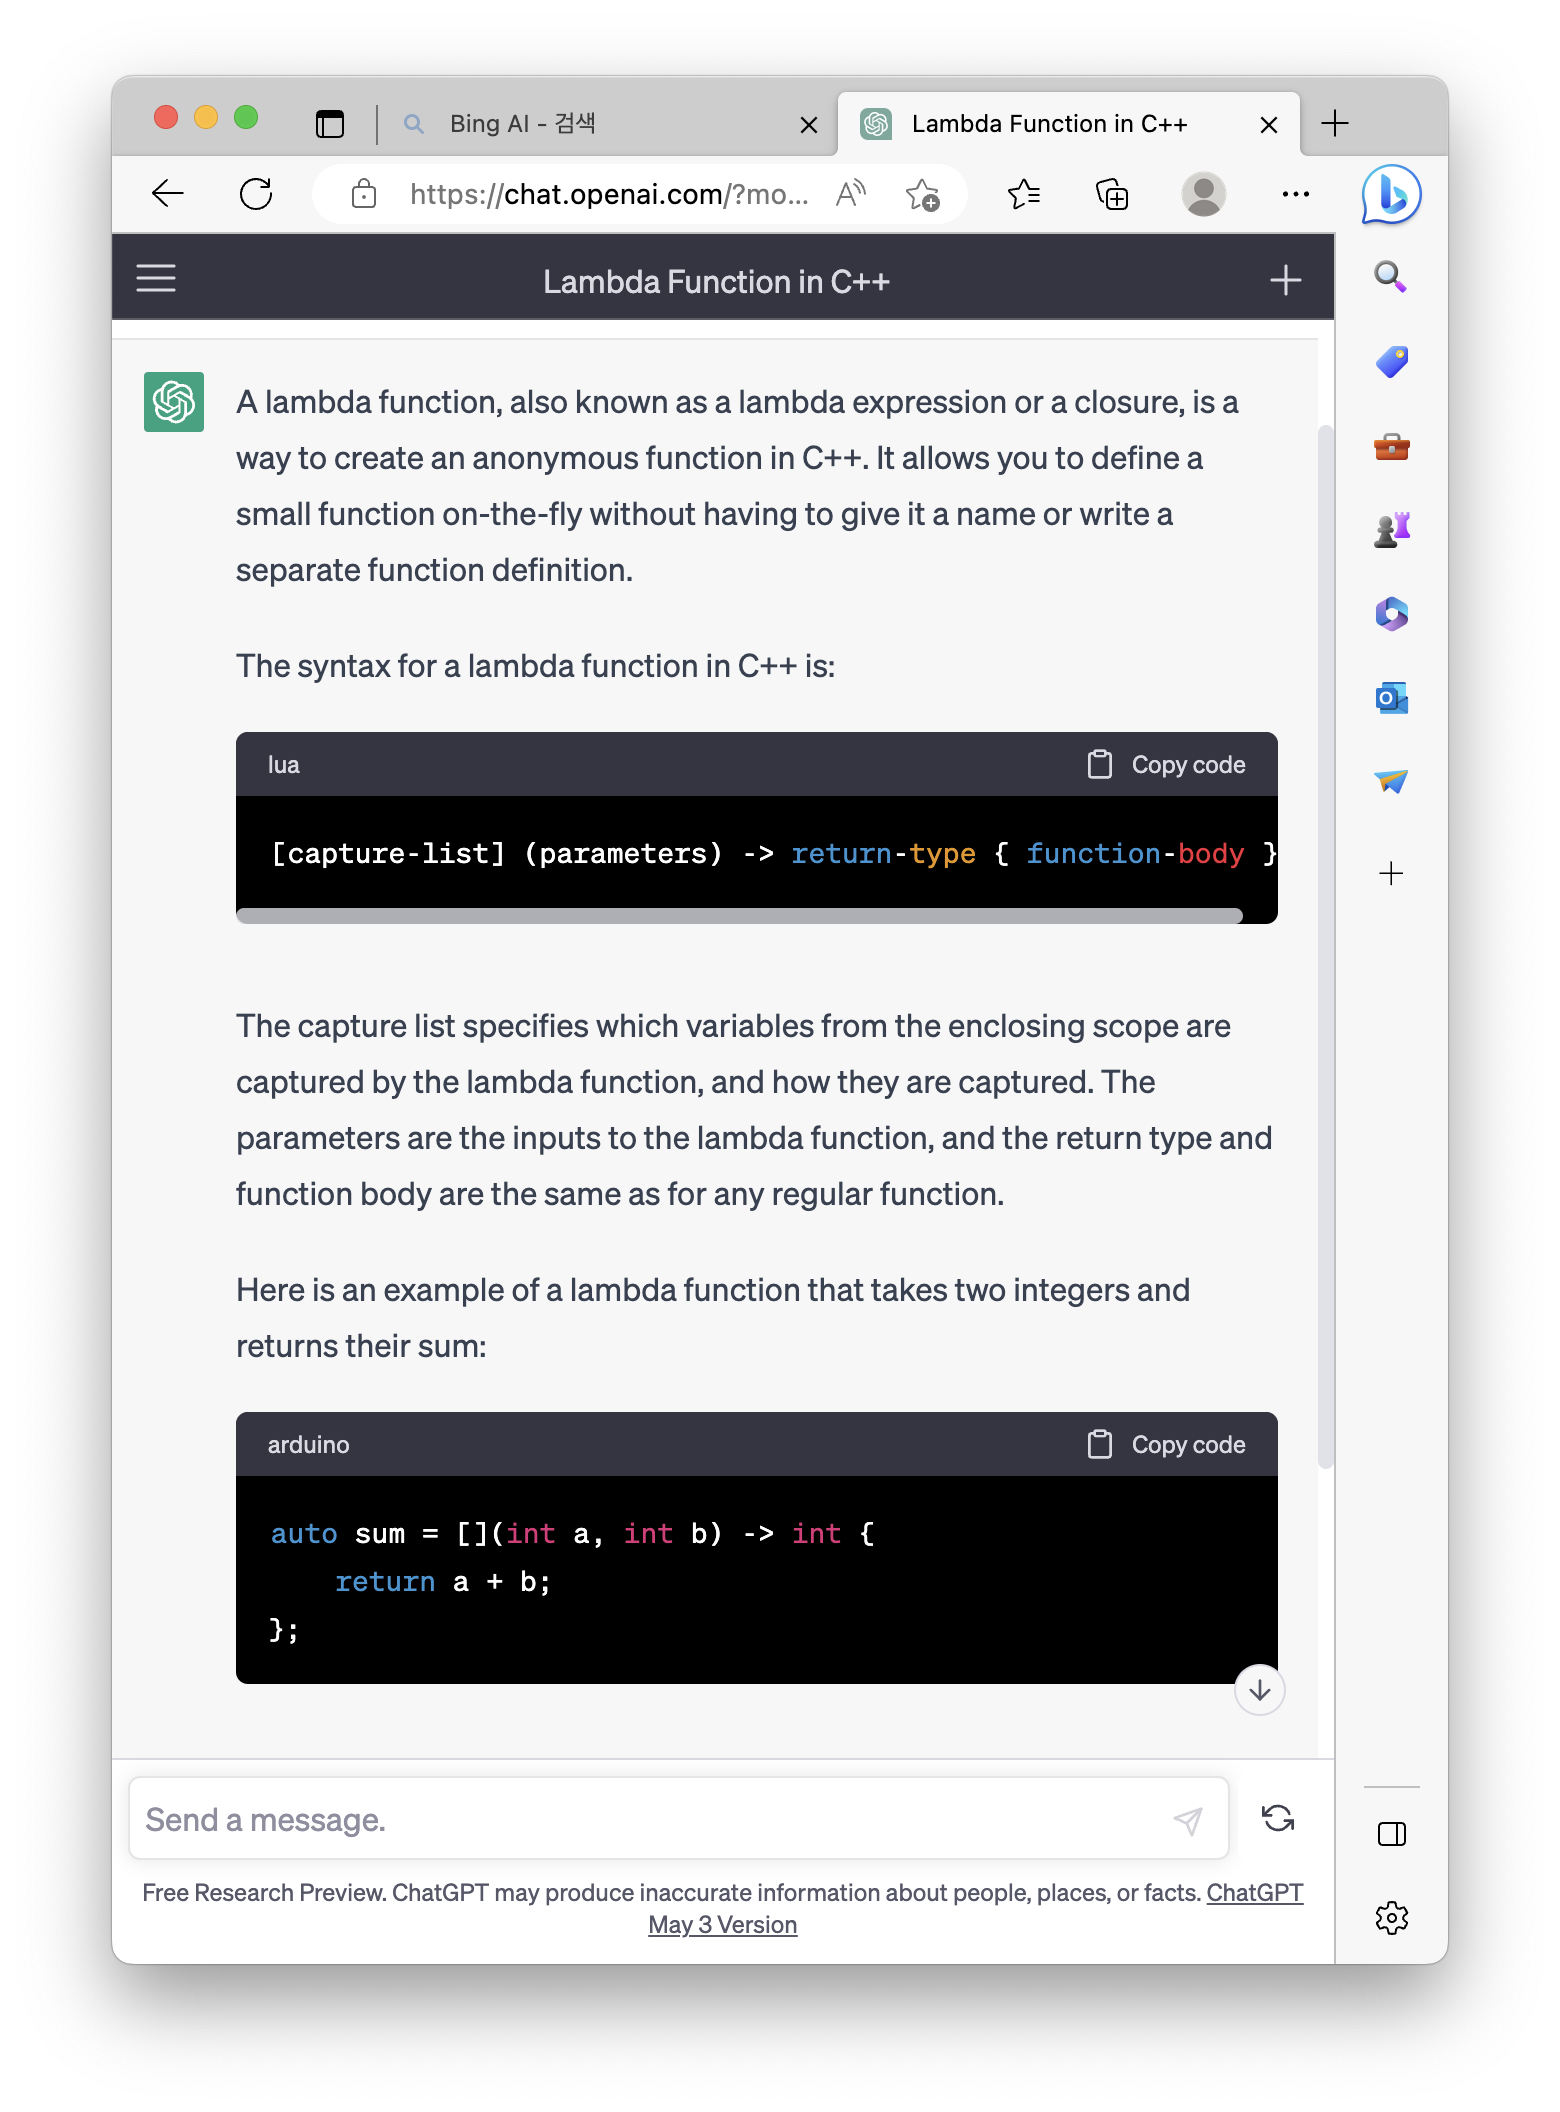 Bing AI - 검색
Lambda Function in C++
https://chat.openai.com/?mo...
Lambda Function in C++
A lambda function, also known as a lambda expression or a closure, is a
way to create an anonymous function in C++. It allows you to define a
small function on-the-fly without having to give it a name or write a
separate function definition.
The syntax for a lambda function in C++ is:
lua
Copy code
[capture-list] (parameters) -> return-type { function-body }
The capture list specifies which variables from the enclosing scope are
captured by the lambda function, and how they are captured. The
parameters are the inputs to the lambda function, and the return type and
function body are the same as for any regular function.
Here is an example of a lambda function that takes two integers and
returns their sum:
arduino
Copy code
auto sum = [](int a, int b) -> int {
    return a + b;
};
Send a message.
Free Research Preview. ChatGPT may produce inaccurate information about people, places, or facts. ChatGPT
May 3 Version